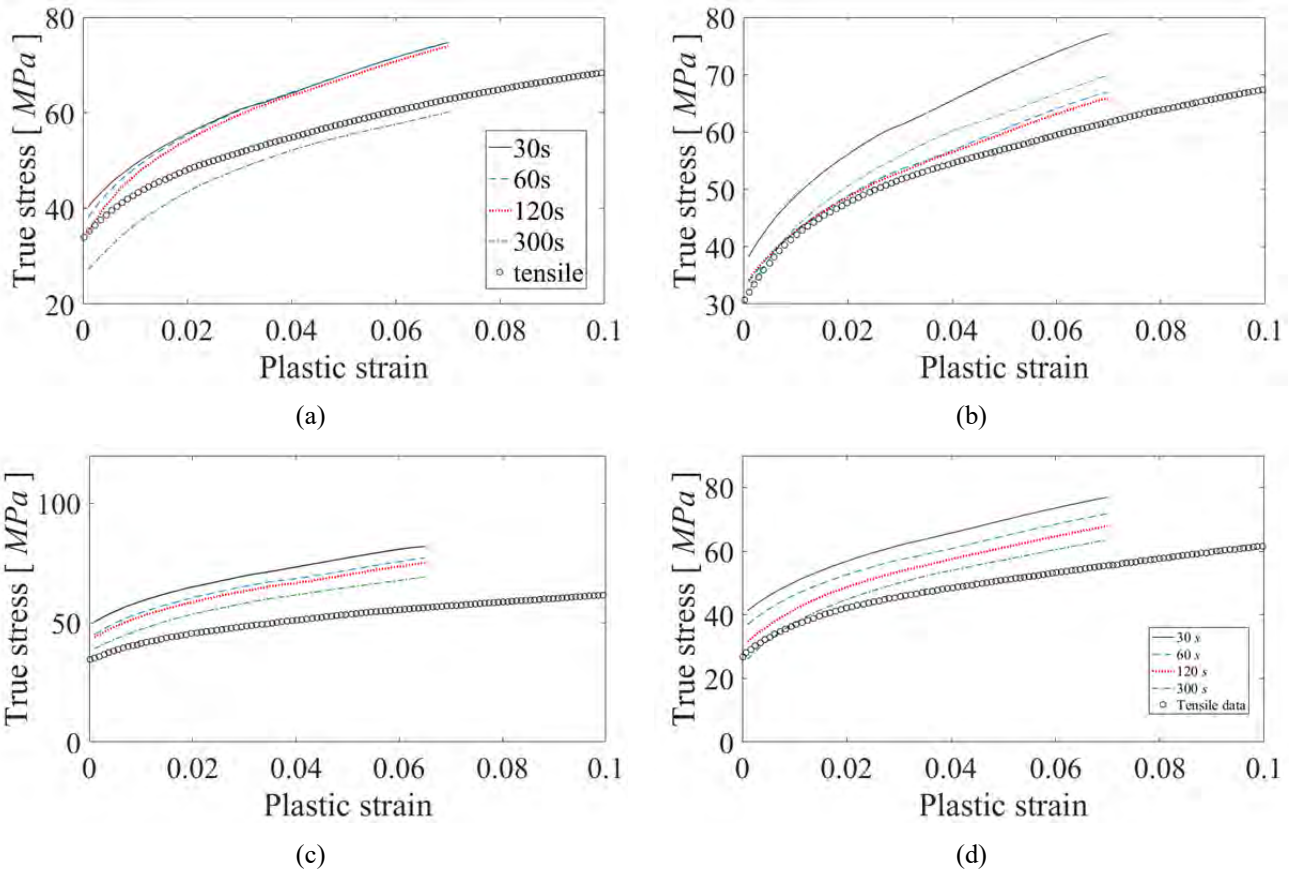 80
60
40
20
0
0.02
0.04
0.06
0.08
0.1
True stress [ MPa ]
Plastic strain
30s
60s
120s
300s
tensile
(a)
80
70
60
50
40
30
0
0.02
0.04
0.06
0.08
0.1
True stress [ MPa ]
Plastic strain
(b)
100
50
0
0
0.02
0.04
0.06
0.08
0.1
True stress [ MPa ]
Plastic strain
(c)
80
60
40
20
0
0
0.02
0.04
0.06
0.08
0.1
True stress [ MPa ]
Plastic strain
30 s
60 s
120 s
300 s
Tensile data
(d)